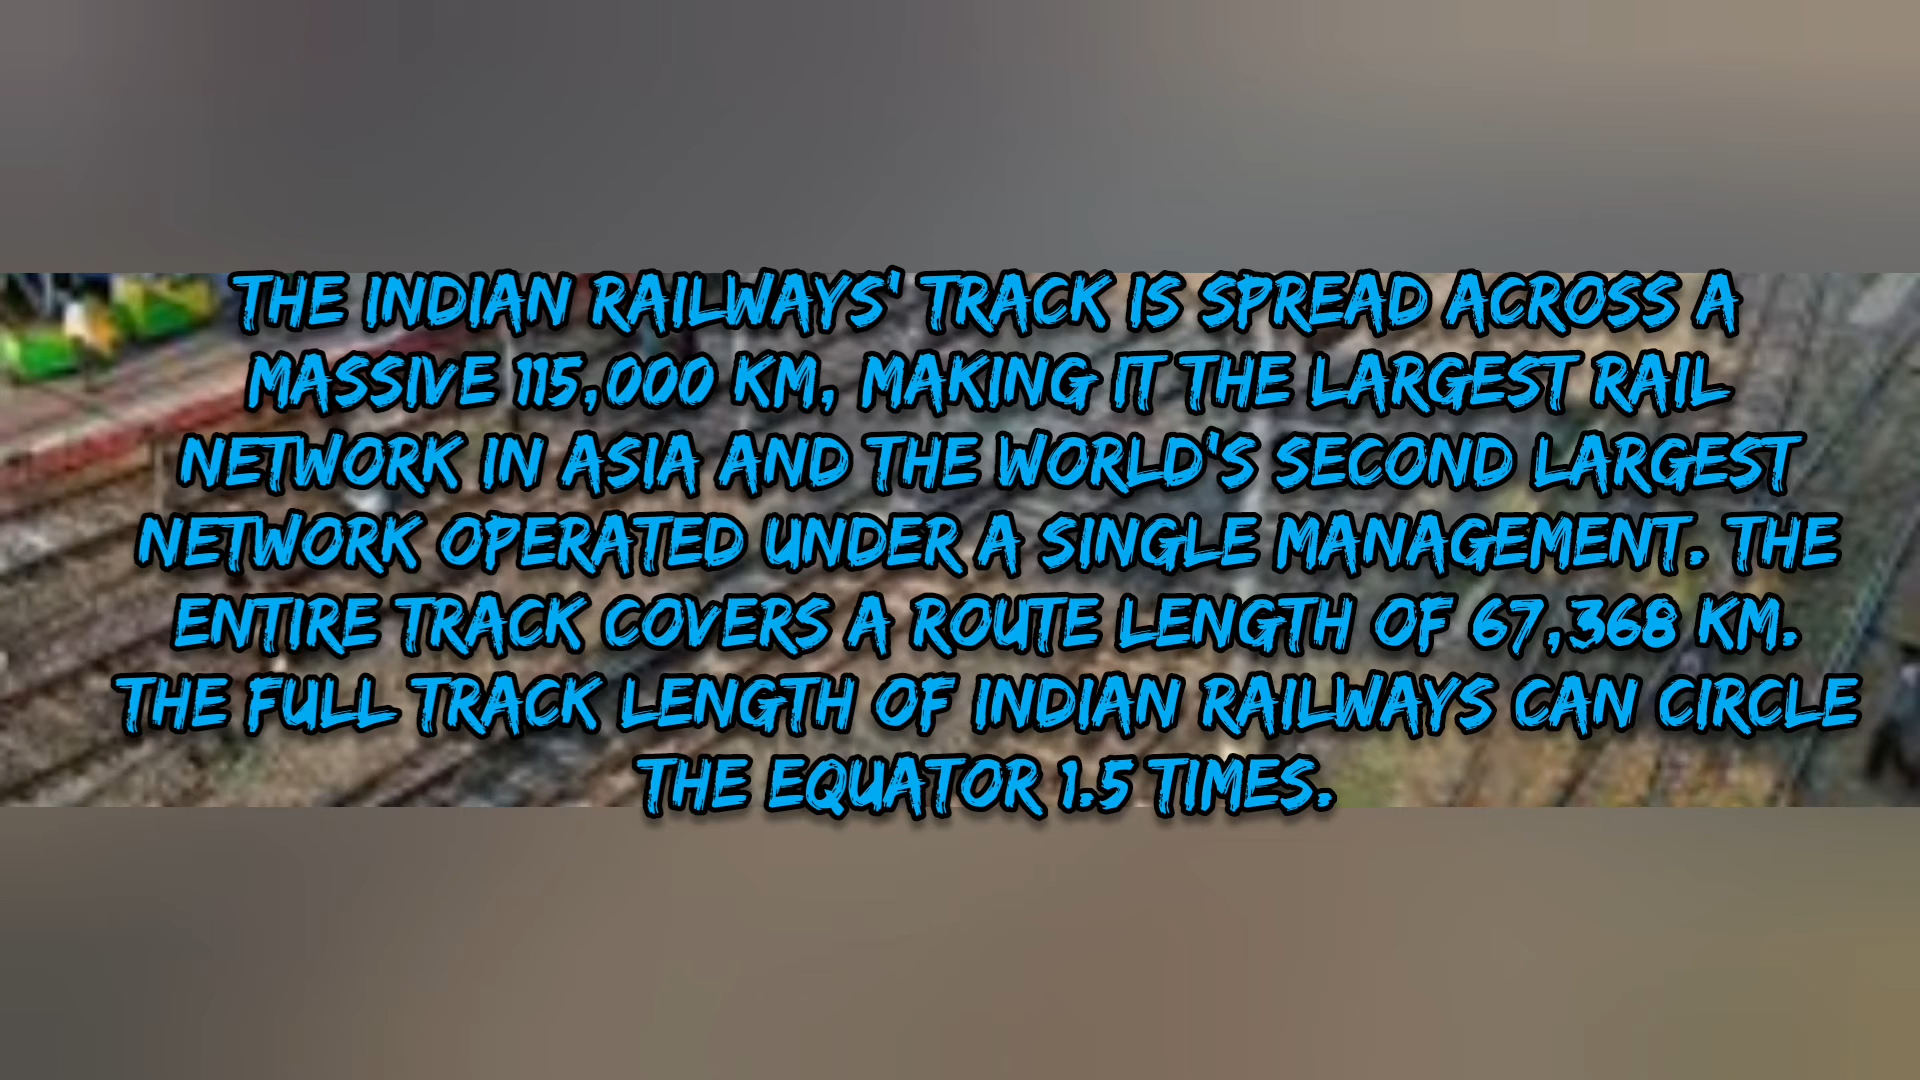 THE INDIAN RAILWAYS' TRACK IS SPREAD ACROSS A
MASSIVE 115,000 KM, MAKING IT THE LARGEST RAIL
NETWORK IN ASIA AND THE WORLD'S SECOND LARGEST
NETWORK OPERATED UNDER A SINGLE MANAGEMENT. THE
ENTIRE TRACK COVERS A ROUTE LENGTH OF 67,368 KM.
THE FULL TRACK LENGTH OF INDIAN RAILWAYS CAN CIRCLE
THE EQUATOR 1.5 TIMES.